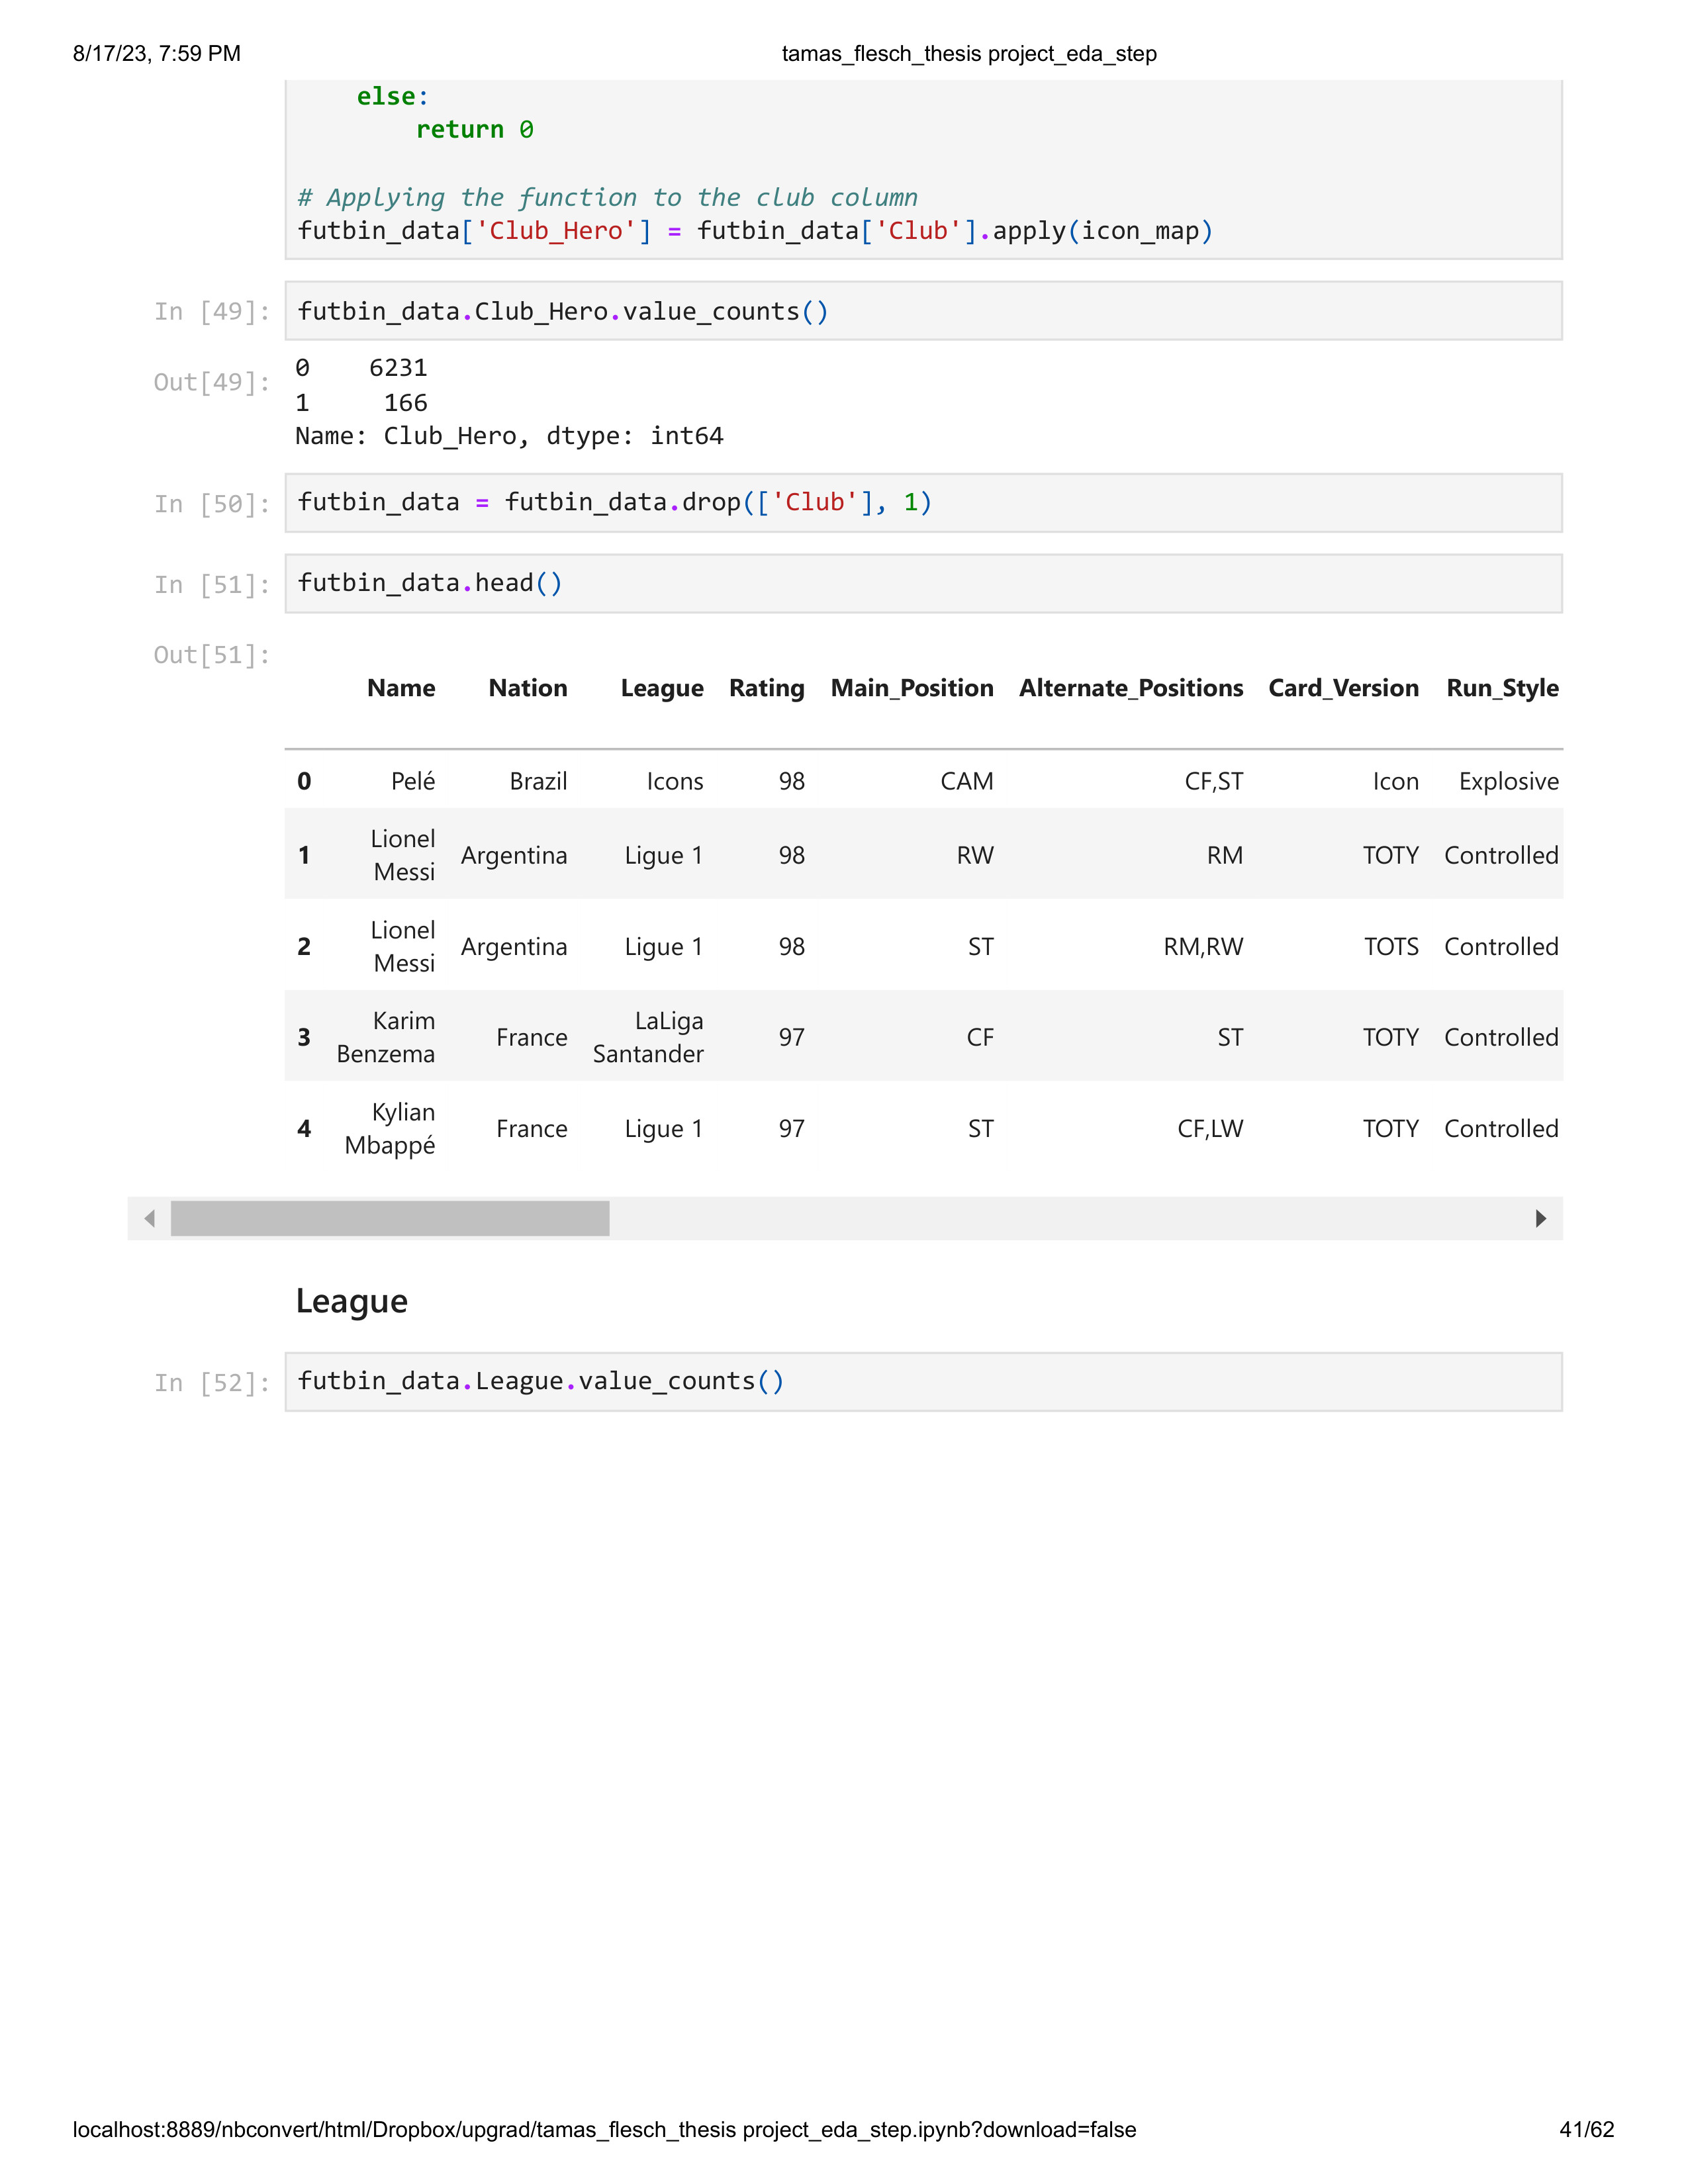 8/17/23, 7:59 PM tamas_flesch_thesis project_eda_step
else:
return 0
# Applying the function to the club column
futbin_data['Club_Hero'] = futbin_data['Club'].apply(icon_map)
In [49]: futbin_data.Club_Hero.value_counts()
Out[49]:
0 6231
1 166
Name: Club_Hero, dtype: int64
In [50]: futbin_data = futbin_data.drop(['Club'], 1)
In [51]: futbin_data.head()
Out[51]:
Name Nation League Rating Main_Position Alternate_Positions Card_Version Run_Style
0 Pelé Brazil Icons 98 CAM CF,ST Icon Explosive
1 Lionel Messi Argentina Ligue 1 98 RW RM TOTY Controlled
2 Lionel Messi Argentina Ligue 1 98 ST RM,RW TOTS Controlled
3 Karim Benzema France LaLiga Santander 97 CF ST TOTY Controlled
4 Kylian Mbappé France Ligue 1 97 ST CF,LW TOTY Controlled
League
In [52]: futbin_data.League.value_counts()
localhost:8889/nbconvert/html/Dropbox/upgrad/tamas_flesch_thesis project_eda_step.ipynb?download=false 41/62